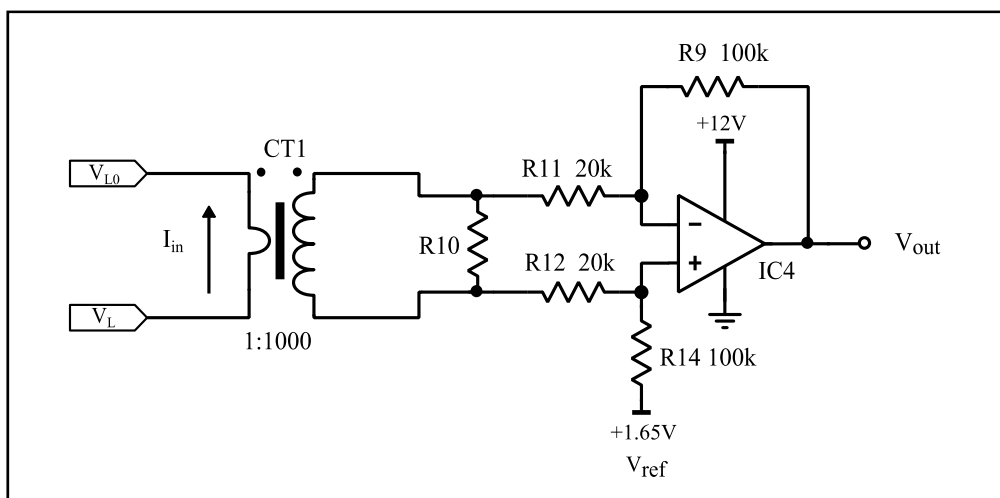 R9 100k
+12V
CT1
V_L0
R11 20k
I_in
R10
−
+
R12 20k
IC4
V_out
V_L
1:1000
R14 100k
+1.65V
V_ref